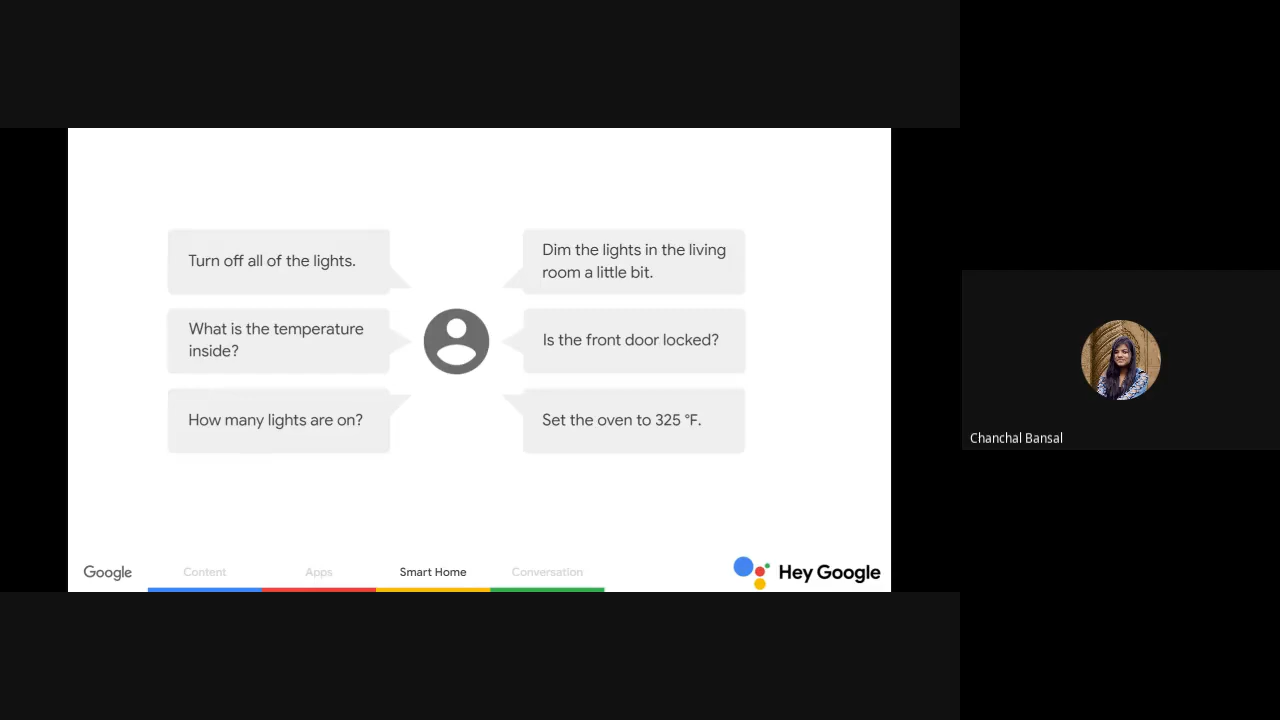 Turn off all of the lights.
What is the temperature
inside?
How many lights are on?
Dim the lights in the living
room a little bit.
Is the front door locked?
Set the oven to 325 °F.
Google
Content
Apps
Smart Home
Conversation
Hey Google
Chanchal Bansal